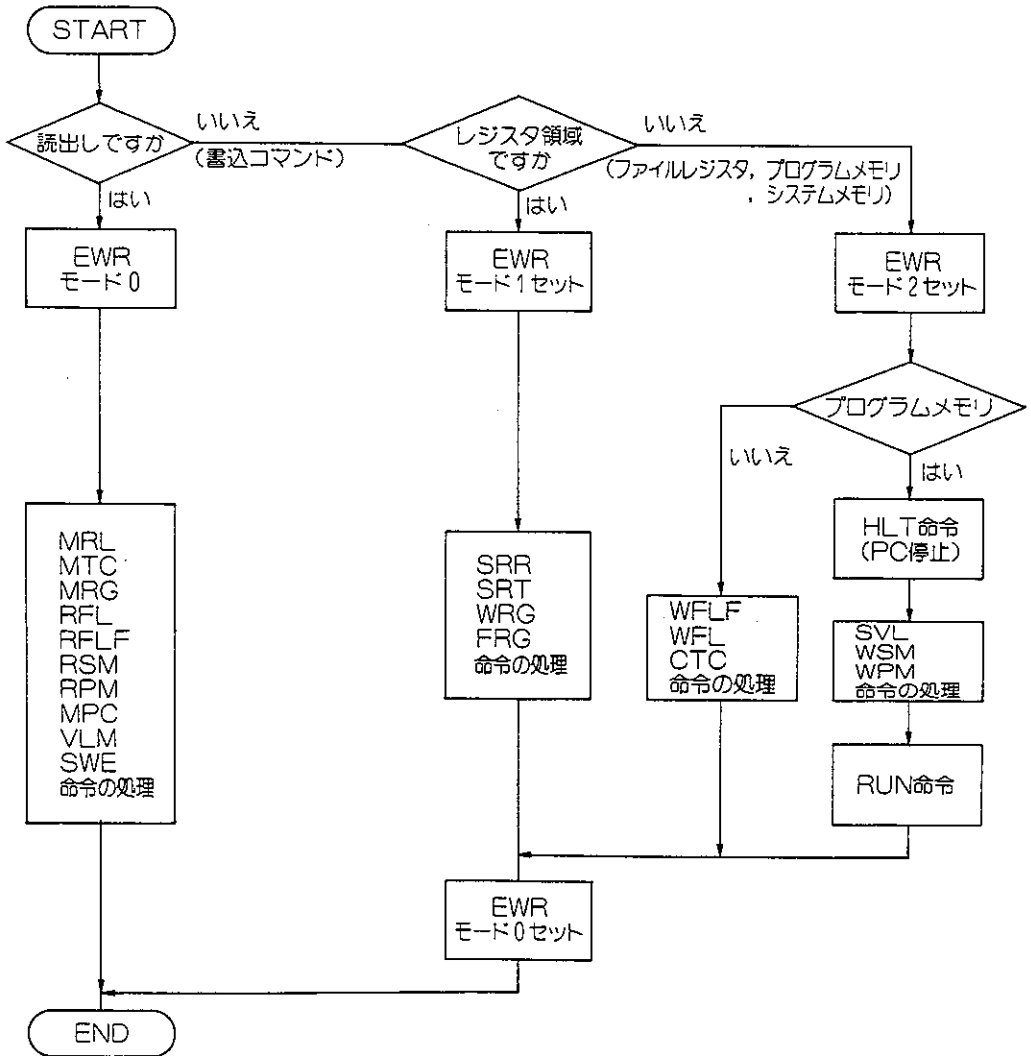 START
読出しですか
いいえ
(書込コマンド)
はい
レジスタ領域
ですか
いいえ
(ファイルレジスタ, プログラムメモリ
, システムメモリ)
はい
EWR
モード0
EWR
モード1セット
EWR
モード2セット
プログラムメモリ
いいえ
はい
HLT命令
(PC停止)
MRL
MTC
MRG
RFL
RFLF
RSM
RPM
MPC
VLM
SWE
命令の処理
SRR
SRT
WRG
FRG
命令の処理
WFLF
WFL
CTC
命令の処理
SVL
WSM
WPM
命令の処理
RUN命令
EWR
モード0セット
END